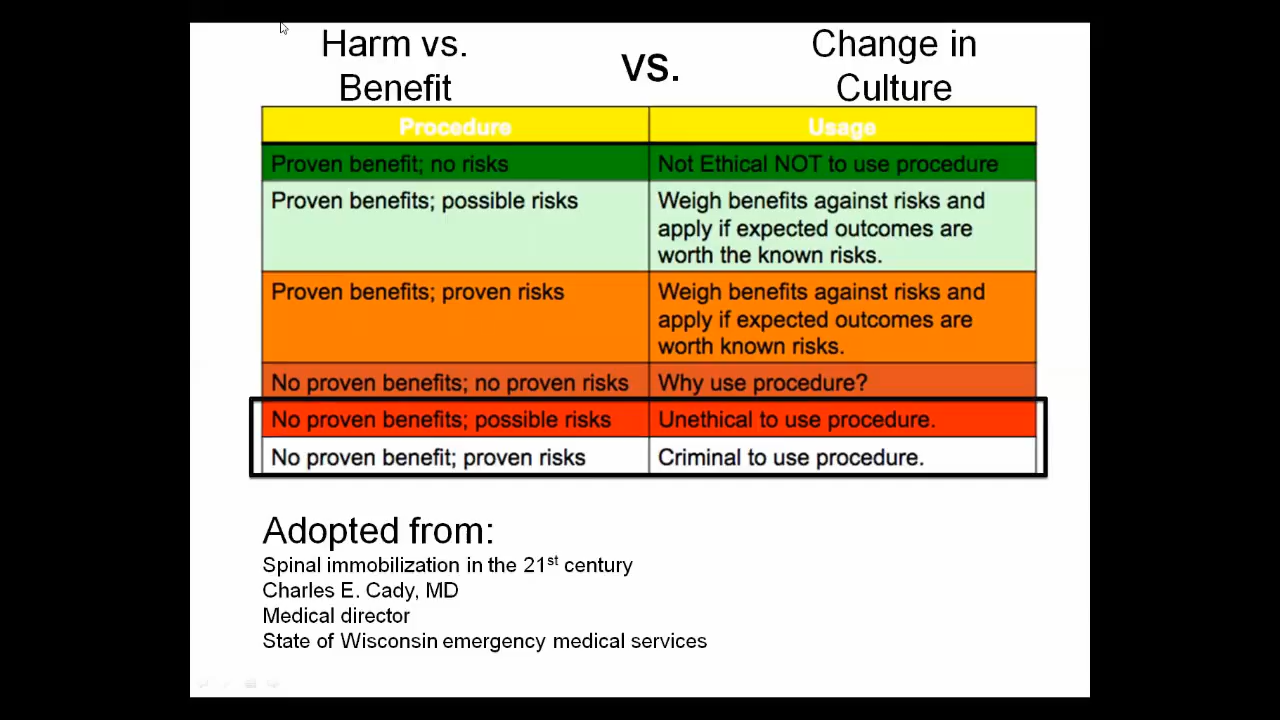 Harm vs.
Benefit
vs.
Change in
Culture
Procedure
Usage
Proven benefit; no risks
Not Ethical NOT to use procedure
Proven benefits; possible risks
Weigh benefits against risks and
apply if expected outcomes are
worth the known risks.
Proven benefits; proven risks
Weigh benefits against risks and
apply if expected outcomes are
worth known risks.
No proven benefits; no proven risks
Why use procedure?
No proven benefits; possible risks
Unethical to use procedure.
No proven benefit; proven risks
Criminal to use procedure.
Adopted from:
Spinal immobilization in the 21st century
Charles E. Cady, MD
Medical director
State of Wisconsin emergency medical services